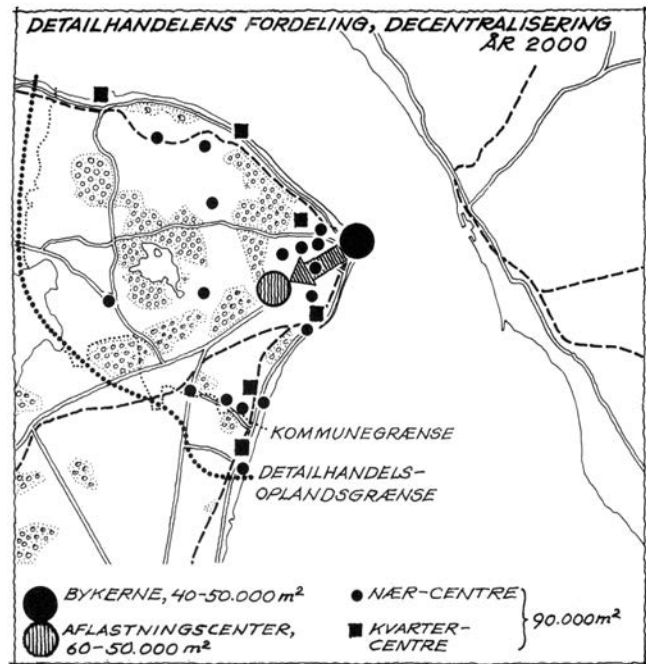 DETAILHANDELENS FORDELING, DECENTRALISERING
ÅR 2000
KOMMUNEGRÆNSE
DETAILHANDELS-
OPLANDSGRÆNSE
BYKERNE, 40-50.000 m²
AFLASTNINGSCENTER,
60-50.000 m²
NÆR-CENTRE
KVARTER-
CENTRE
90.000 m²